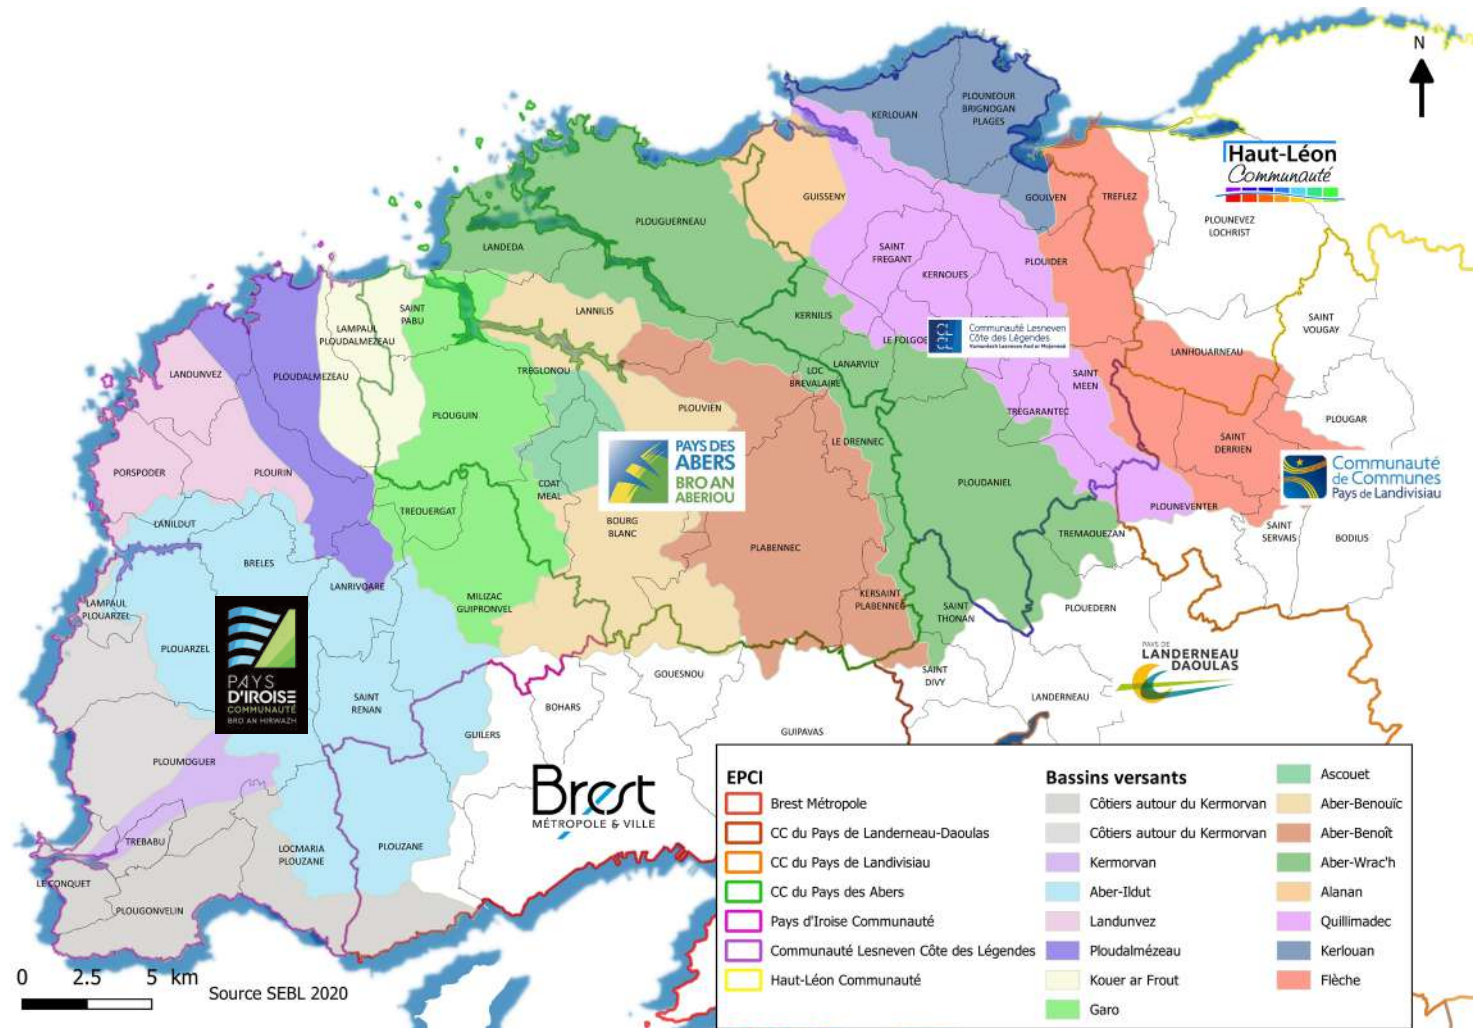 N
KERLOUAN
PLOUNEOUR
BRIGNOGAN
PLAGES
Haut-Léon
Communauté
GUISSENY
GOULVEN
TREFLEZ
PLOUNEVEZ
LOCHRIST
PLOUGUERNEAU
LANDEDA
SAINT
FREGANT
KERNOUES
PLOUIDER
SAINT
PABU
LANNILIS
KERNILIS
SAINT
VOUGAY
LAMPAUL
PLOUDALMEZEAU
Communauté Lesneven
Côte des Légendes
LE FOLGOE
LANHOUARNEAU
LANDUNVEZ
PLOUDALMEZEAU
TREGLONOU
LOC
BREVALAIRE
LANARVILY
SAINT
MEEN
PLOUGUIN
PLOUVIEN
TREGARANTEC
PLOUGAR
PORSPODER
PLOURIN
PAYS DES
ABERS
BRO AN
ABERIOU
LE DRENNEC
SAINT
DERRIEN
Communauté
de Communes
Pays de Landivisiau
COAT
MEAL
PLOUDANIEL
LANILDUT
TREOUERGAT
BOURG
BLANC
PLOUNEVENTER
SAINT
SERVAIS
BODILIS
BRELES
PLABENNEC
TREMAOUEZAN
LANRIVOARE
LAMPAUL
PLOUARZEL
MILIZAC
GUIPRONVEL
KERSAINT
PLABENNEC
SAINT
THONAN
PLOUEDERN
PLOUARZEL
PAYS
D'IROISE
COMMUNAUTÉ
BRO AN HIRWAZH
PAYS DE
LANDERNEAU
DAOULAS
SAINT
RENAN
GOUESNOU
SAINT
DIVY
BOHARS
LANDERNEAU
GUILERS
GUIPAVAS
PLOUMOGUER
Brest
MÉTROPOLE & VILLE
TREBABU
LOCMARIA
PLOUZANE
PLOUZANE
LE CONQUET
PLOUGONVELIN
EPCI
Brest Métropole
CC du Pays de Landerneau-Daoulas
CC du Pays de Landivisiau
CC du Pays des Abers
Pays d'Iroise Communauté
Communauté Lesneven Côte des Légendes
Haut-Léon Communauté
Bassins versants
Côtiers autour du Kermorvan
Côtiers autour du Kermorvan
Kermorvan
Aber-Ildut
Landunvez
Ploudalmézeau
Kouer ar Frout
Garo
Ascouet
Aber-Benouïc
Aber-Benoît
Aber-Wrac'h
Alanan
Quillimadec
Kerlouan
Flèche
0 2.5 5 km
Source SEBL 2020